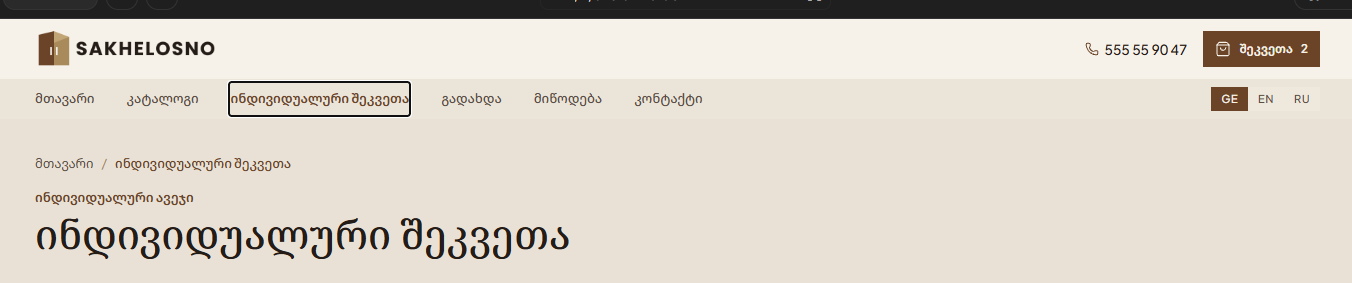 SAKHELOSNO
555 55 90 47
შეკვეთა 2
მთავარი კატალოგი ინდივიდუალური შეკვეთა გადახდა მიწოდება კონტაქტი GE EN RU
მთავარი / ინდივიდუალური შეკვეთა
ინდივიდუალური ავეჯი
ინდივიდუალური შეკვეთა